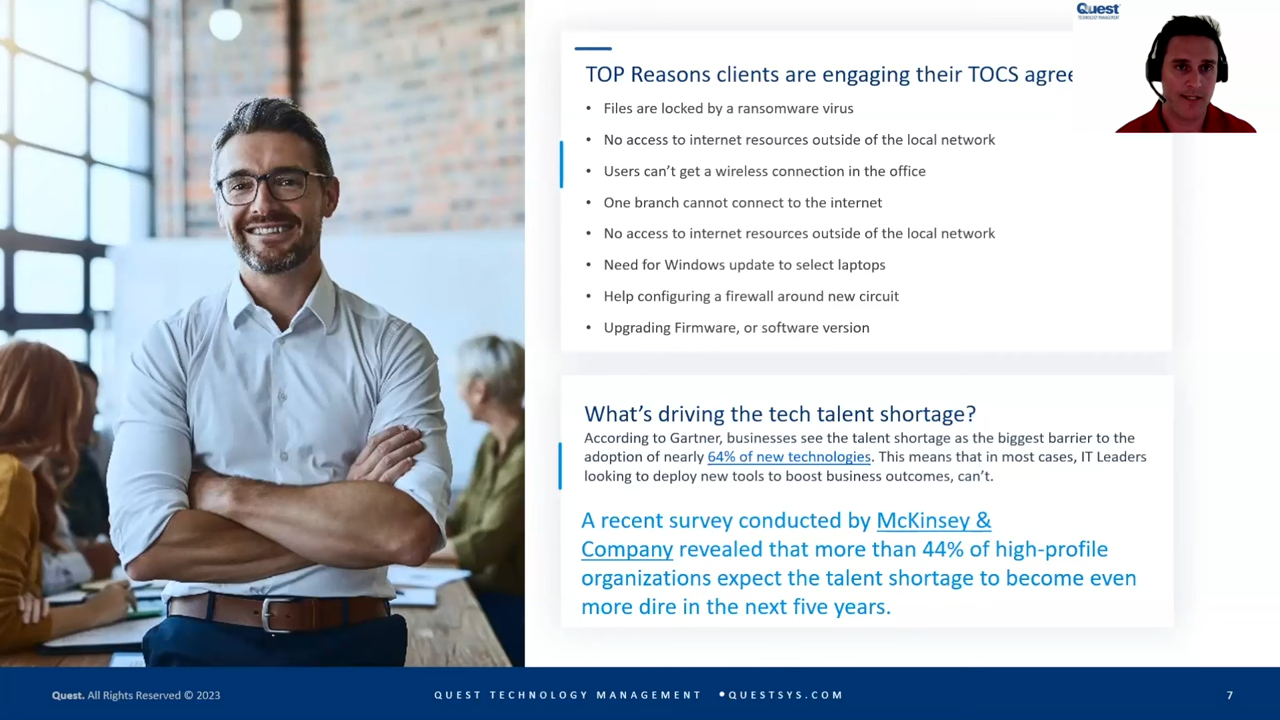 Quest
TECHNOLOGY MANAGEMENT
TOP Reasons clients are engaging their TOCS agree
• Files are locked by a ransomware virus
• No access to internet resources outside of the local network
• Users can’t get a wireless connection in the office
• One branch cannot connect to the internet
• No access to internet resources outside of the local network
• Need for Windows update to select laptops
• Help configuring a firewall around new circuit
• Upgrading Firmware, or software version
What’s driving the tech talent shortage?
According to Gartner, businesses see the talent shortage as the biggest barrier to the
adoption of nearly 64% of new technologies. This means that in most cases, IT Leaders
looking to deploy new tools to boost business outcomes, can’t.
A recent survey conducted by McKinsey &
Company revealed that more than 44% of high-profile
organizations expect the talent shortage to become even
more dire in the next five years.
Quest. All Rights Reserved © 2023
QUEST TECHNOLOGY MANAGEMENT •QUESTSYS.COM
7